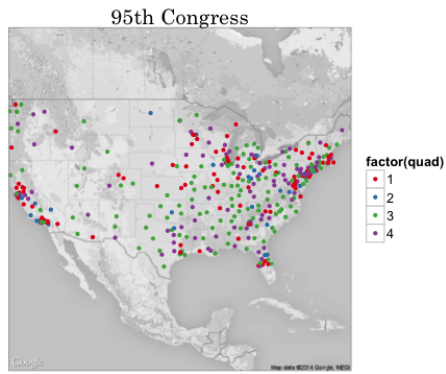 95th Congress
factor(quad)
1
2
3
4
Google
Map data ©2014 Google, INEGI